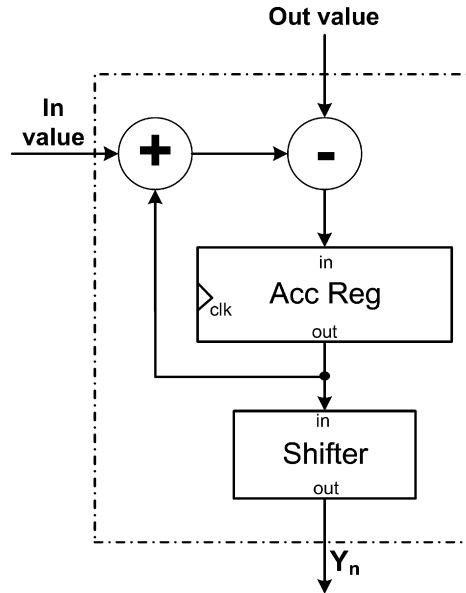 Out value
In
value
+
-
in
Acc Reg
clk
out
in
Shifter
out
Yn